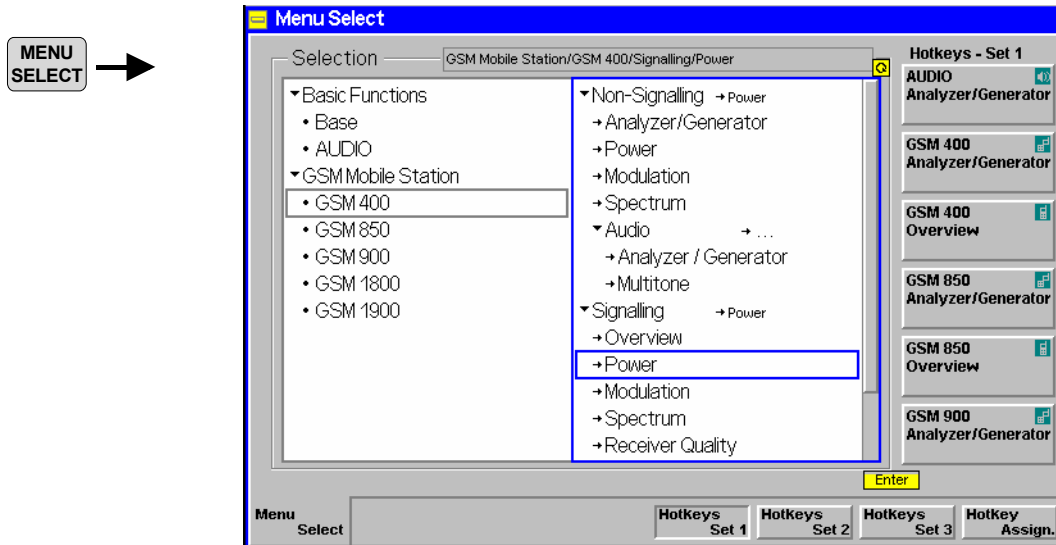 MENU
SELECT
Menu Select
Selection
GSM Mobile Station/GSM 400/Signalling/Power
Basic Functions
• Base
• AUDIO
GSM Mobile Station
• GSM 400
• GSM 850
• GSM 900
• GSM 1800
• GSM 1900
Non-Signalling → Power
→ Analyzer/Generator
→ Power
→ Modulation
→ Spectrum
Audio → ...
→ Analyzer / Generator
→ Multitone
Signalling → Power
→ Overview
→ Power
→ Modulation
→ Spectrum
→ Receiver Quality
Enter
Hotkeys - Set 1
AUDIO
Analyzer/Generator
GSM 400
Analyzer/Generator
GSM 400
Overview
GSM 850
Analyzer/Generator
GSM 850
Overview
GSM 900
Analyzer/Generator
Menu
Select
Hotkeys
Set 1
Hotkeys
Set 2
Hotkeys
Set 3
Hotkey
Assign.